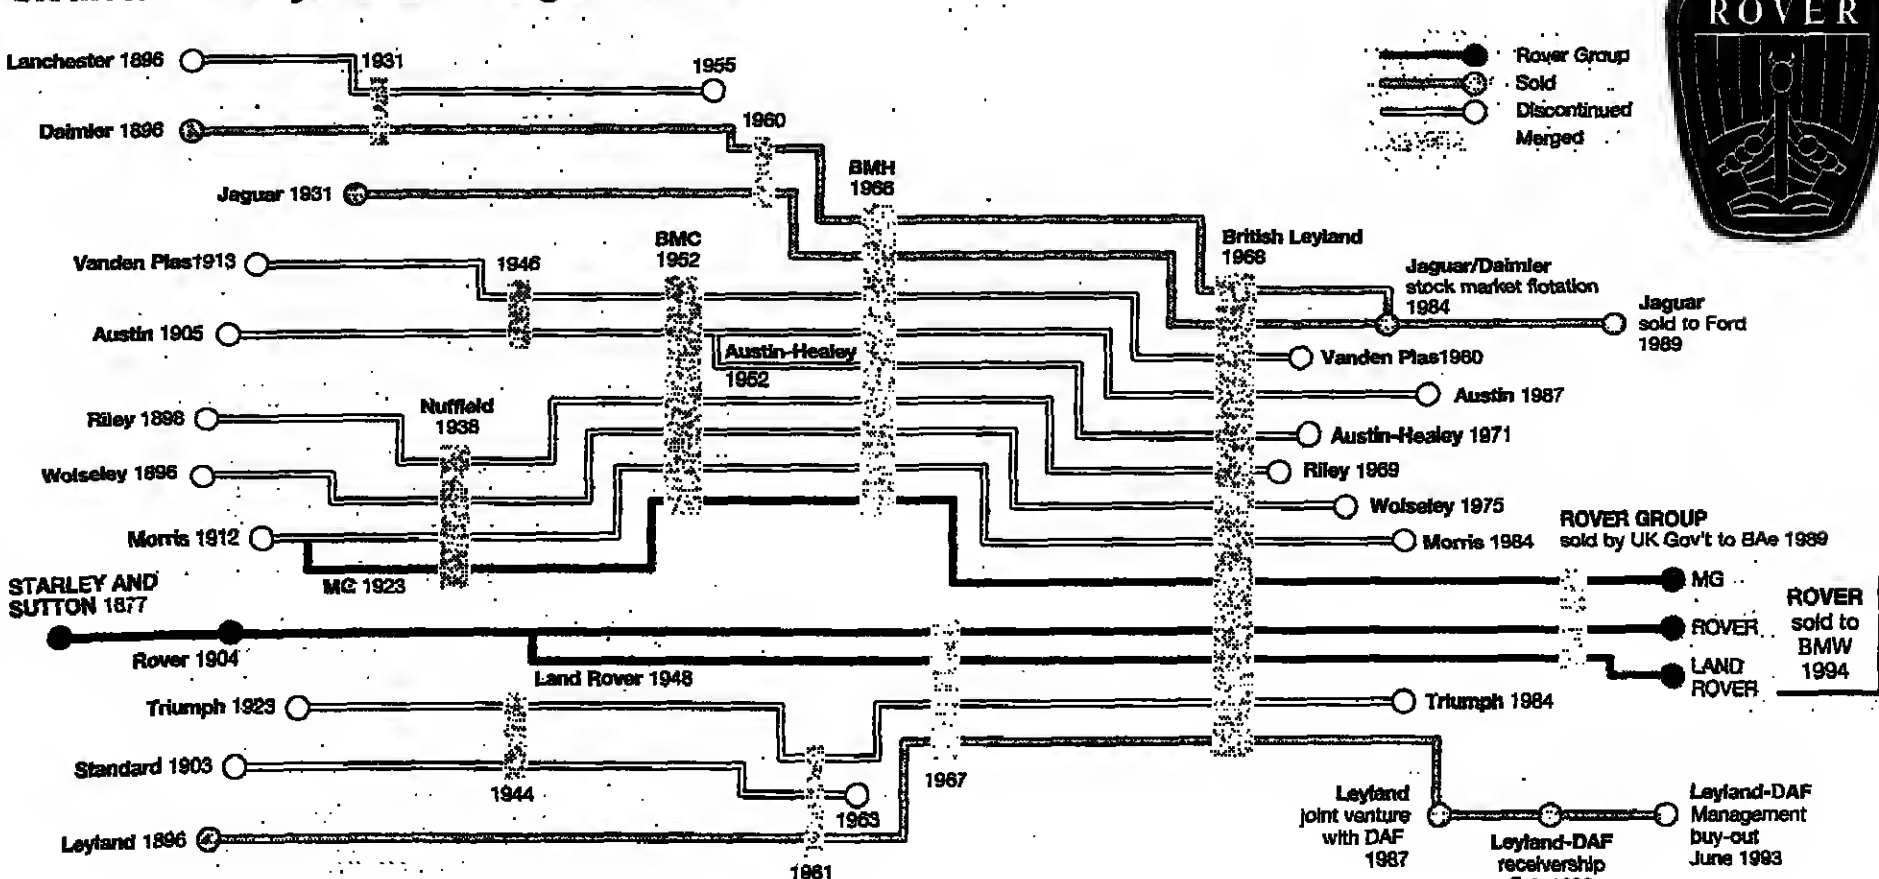 ROVER
Lanchester 1896
1931
1955
Rover Group
Sold
Discontinued
Merged
Daimler 1896
1960
Jaguar 1931
BMH
1966
BMC
1952
Vanden Plas1913
1946
British Leyland
1968
Jaguar/Daimler
stock market flotation
1984
Jaguar
sold to Ford
1989
Austin 1905
Austin-Healey
1952
Vanden Plas1960
Austin 1987
Riley 1898
Nuffield
1938
Austin-Healey 1971
Riley 1969
Wolseley 1896
Wolseley 1975
Morris 1912
Morris 1984
ROVER GROUP
sold by UK Gov't to BAe 1989
MG 1923
MG
STARLEY AND
SUTTON 1877
Rover 1904
Land Rover 1948
ROVER
LAND
ROVER
ROVER
sold to
BMW
1994
Triumph 1923
Triumph 1984
Standard 1903
1944
1963
1967
Leyland 1896
1961
Leyland
joint venture
with DAF
1987
Leyland-DAF
receivership
Leyland-DAF
Management
buy-out
June 1993